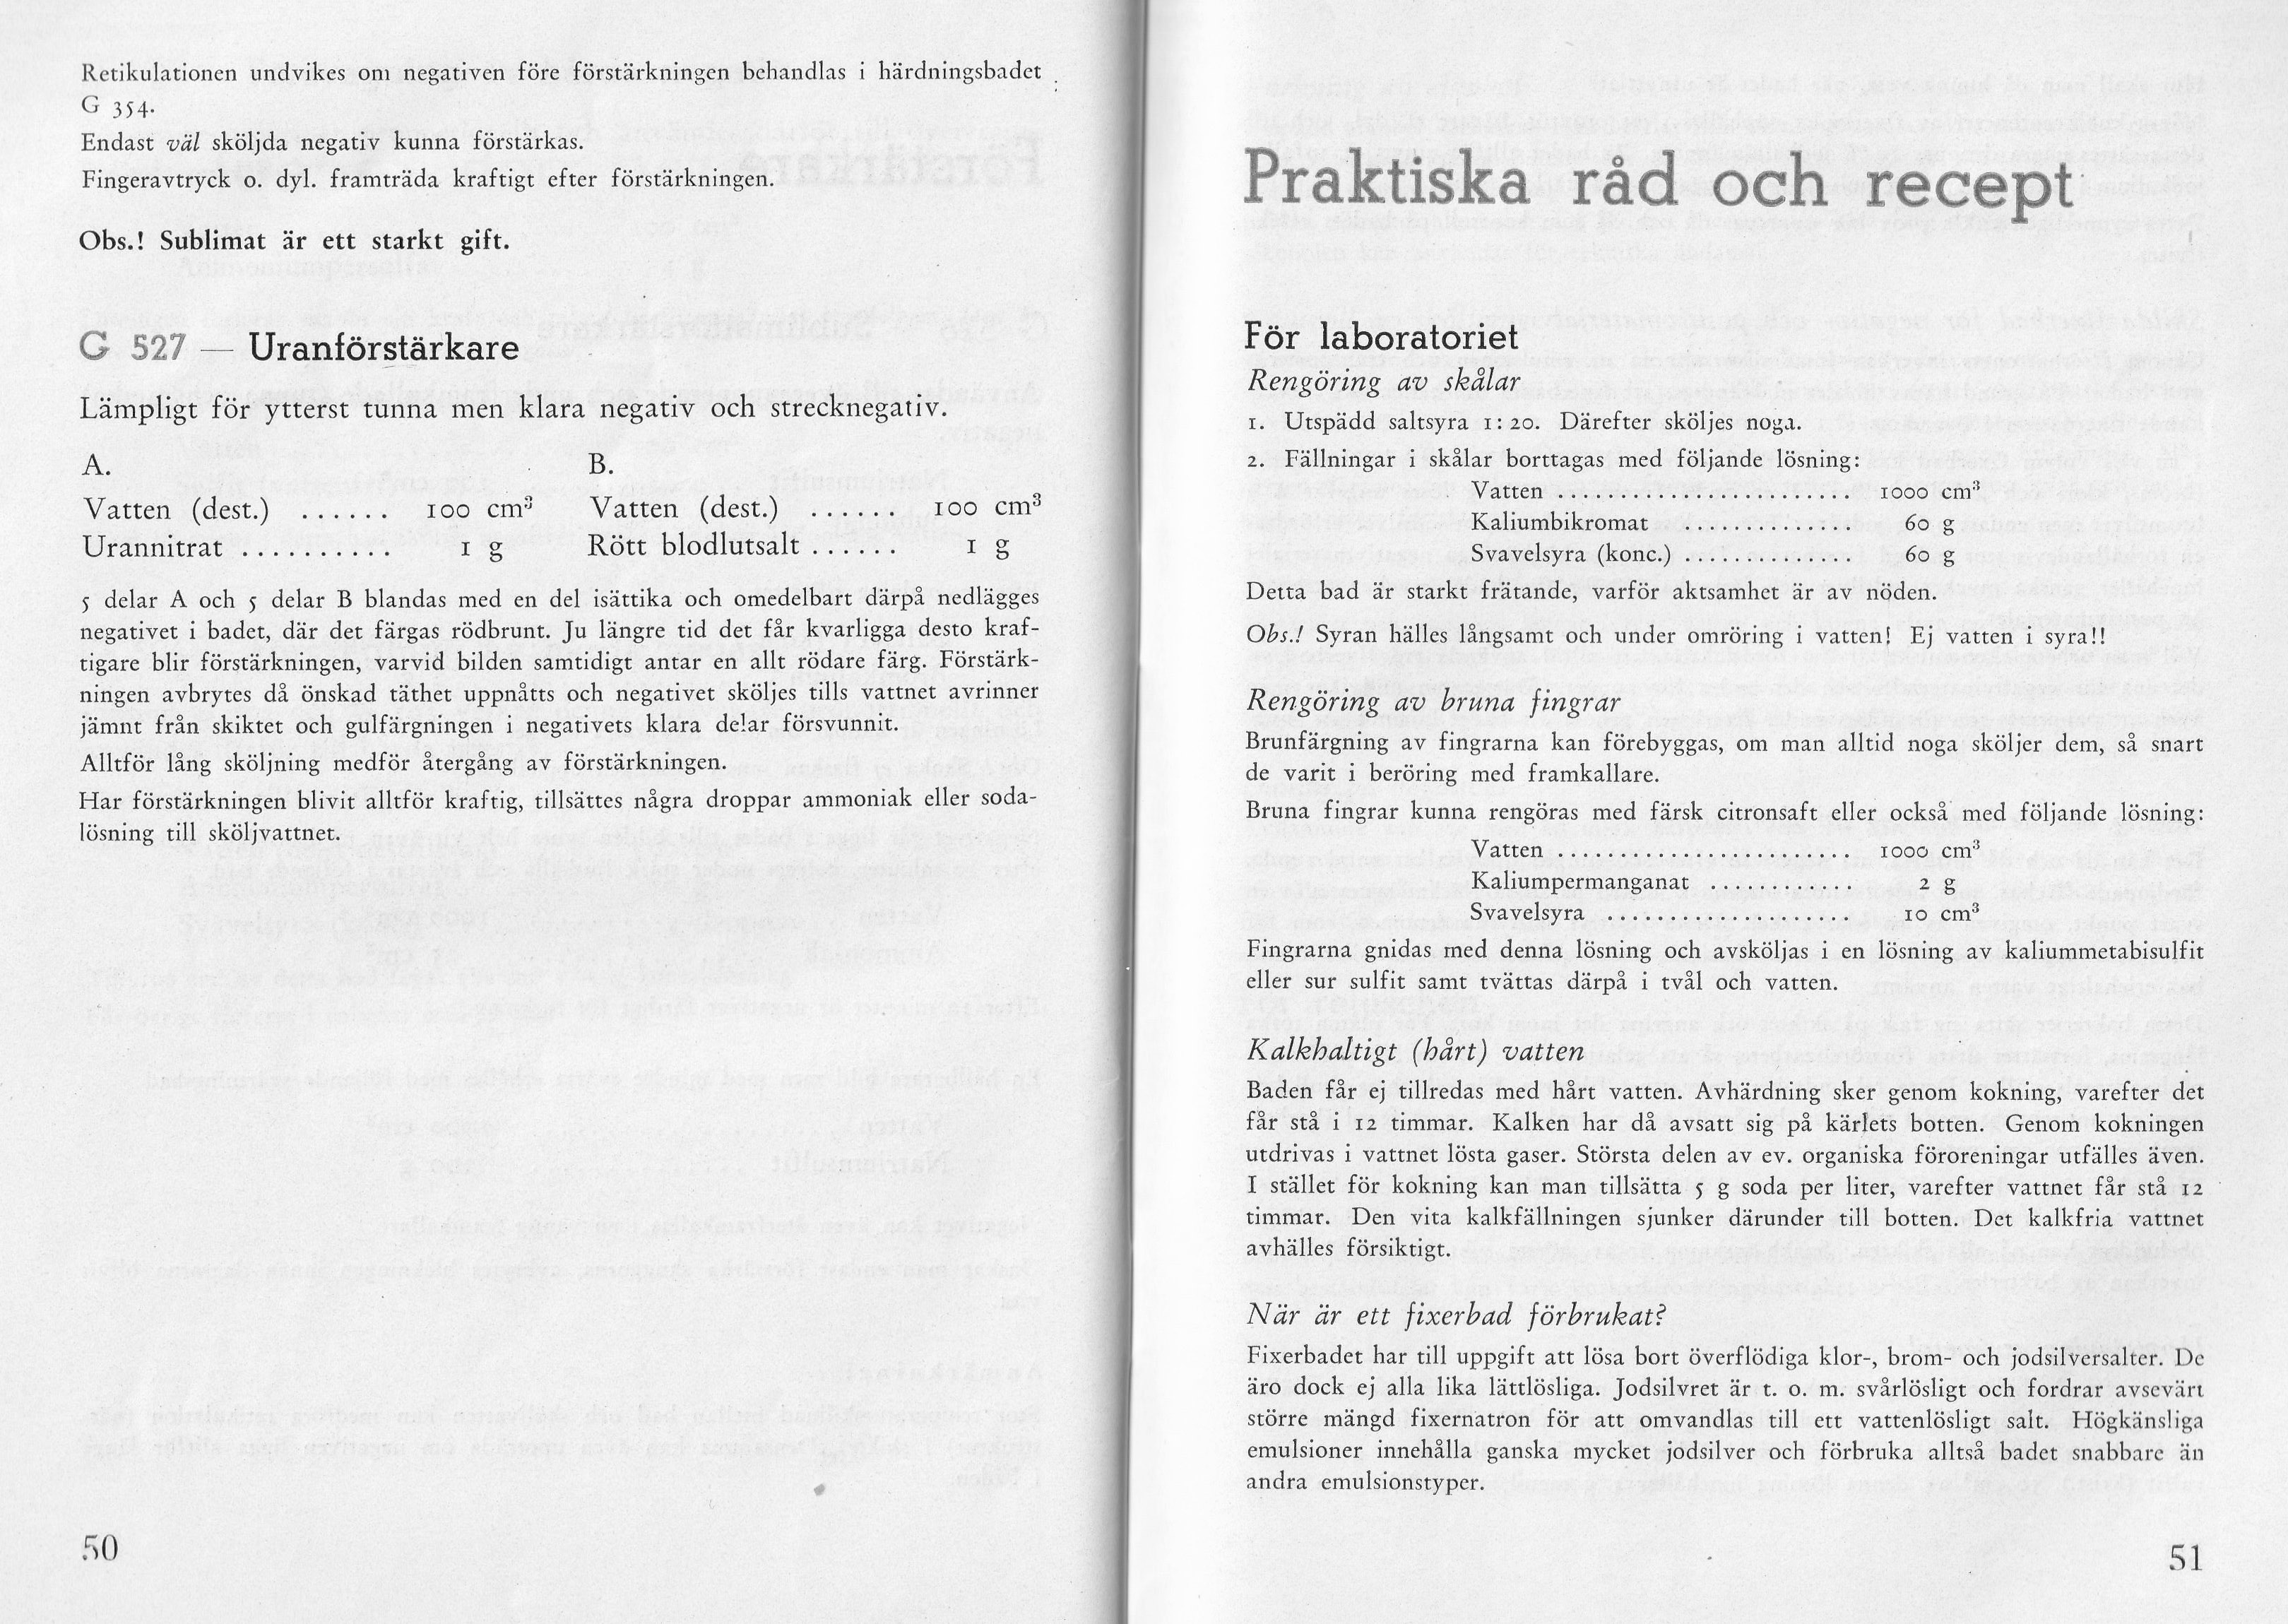 Retikulationen undvikes om negativen före förstärkningen behandlas i härdningsbadet
G 354.
Endast väl sköljda negativ kunna förstärkas.
Fingeravtryck o. dyl. framträda kraftigt efter förstärkningen.
Obs.! Sublimat är ett starkt gift.
G 527 — Uranförstärkare
Lämpligt för ytterst tunna men klara negativ och strecknegativ.
A.
Vatten (dest.) ...... 100 cm³
Urannitrat .......... 1 g
B.
Vatten (dest.) ...... 100 cm³
Rött blodlutsalt ...... 1 g
5 delar A och 5 delar B blandas med en del isättika och omedelbart därpå nedlägges
negativet i badet, där det färgas rödbrunt. Ju längre tid det får kvarligga desto kraf-
tigare blir förstärkningen, varvid bilden samtidigt antar en allt rödare färg. Förstärk-
ningen avbrytes då önskad täthet uppnåtts och negativet sköljes tills vattnet avrinner
jämnt från skiktet och gulfärgningen i negativets klara delar försvunnit.
Alltför lång sköljning medför återgång av förstärkningen.
Har förstärkningen blivit alltför kraftig, tillsättes några droppar ammoniak eller soda-
lösning till sköljvattnet.
50
Praktiska råd och recept
För laboratoriet
Rengöring av skålar
1. Utspädd saltsyra 1:20. Därefter sköljes noga.
2. Fällningar i skålar borttagas med följande lösning:
Vatten ........................ 1000 cm³
Kaliumbikromat .............. 60 g
Svavelsyra (konc.) .............. 60 g
Detta bad är starkt frätande, varför aktsamhet är av nöden.
Obs.! Syran hälles långsamt och under omröring i vatten! Ej vatten i syra!!
Rengöring av bruna fingrar
Brunfärgning av fingrarna kan förebyggas, om man alltid noga sköljer dem, så snart
de varit i beröring med framkallare.
Bruna fingrar kunna rengöras med färsk citronsaft eller också med följande lösning:
Vatten ........................ 1000 cm³
Kaliumpermanganat ............ 2 g
Svavelsyra .................... 10 cm³
Fingrarna gnidas med denna lösning och avsköljas i en lösning av kaliummetabisulfit
eller sur sulfit samt tvättas därpå i tvål och vatten.
Kalkhaltigt (hårt) vatten
Baden får ej tillredas med hårt vatten. Avhärdning sker genom kokning, varefter det
får stå i 12 timmar. Kalken har då avsatt sig på kärlets botten. Genom kokningen
utdrivas i vattnet lösta gaser. Största delen av ev. organiska föroreningar utfälles även.
I stället för kokning kan man tillsätta 5 g soda per liter, varefter vattnet får stå 12
timmar. Den vita kalkfällningen sjunker därunder till botten. Det kalkfria vattnet
avhälles försiktigt.
När är ett fixerbad förbrukat?
Fixerbadet har till uppgift att lösa bort överflödiga klor-, brom- och jodsilversalter. De
äro dock ej alla lika lättlösliga. Jodsilvret är t. o. m. svårlösligt och fordrar avsevärt
större mängd fixernatron för att omvandlas till ett vattenlösligt salt. Högkänsliga
emulsioner innehålla ganska mycket jodsilver och förbruka alltså badet snabbare än
andra emulsionstyper.
51